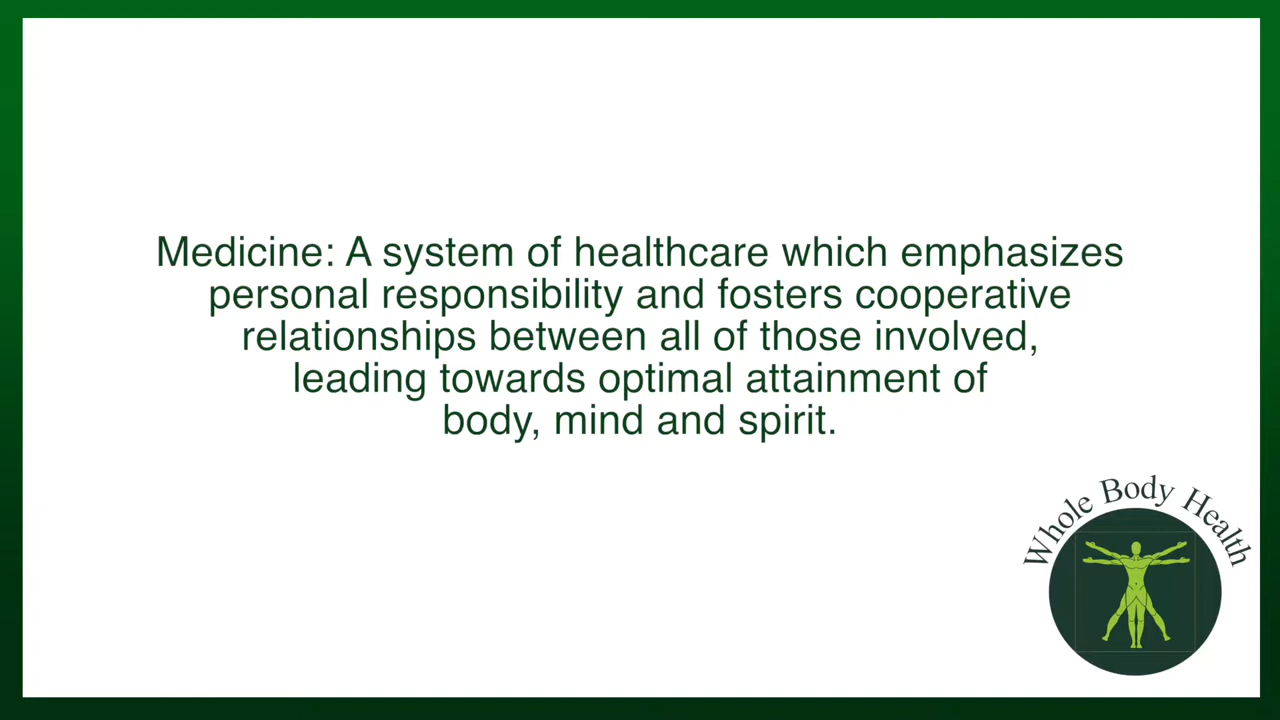 Medicine: A system of healthcare which emphasizes
personal responsibility and fosters cooperative
relationships between all of those involved,
leading towards optimal attainment of
body, mind and spirit.
Whole Body Health